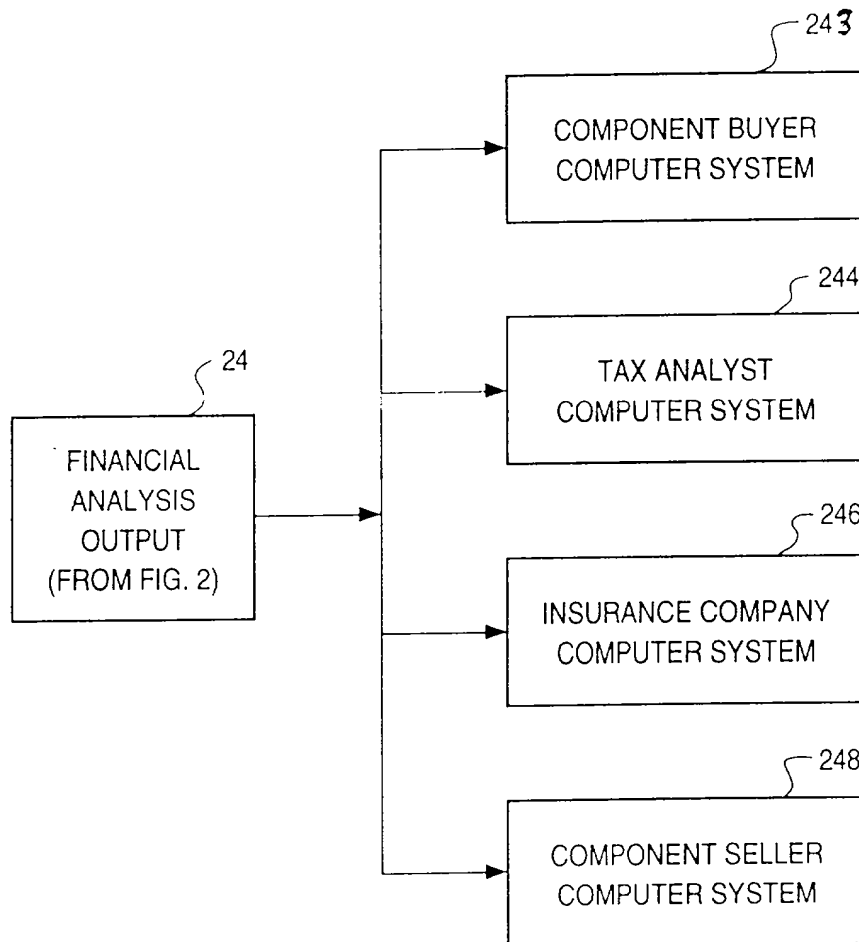 243
COMPONENT BUYER
COMPUTER SYSTEM
244
TAX ANALYST
COMPUTER SYSTEM
24
FINANCIAL
ANALYSIS
OUTPUT
(FROM FIG. 2)
246
INSURANCE COMPANY
COMPUTER SYSTEM
248
COMPONENT SELLER
COMPUTER SYSTEM